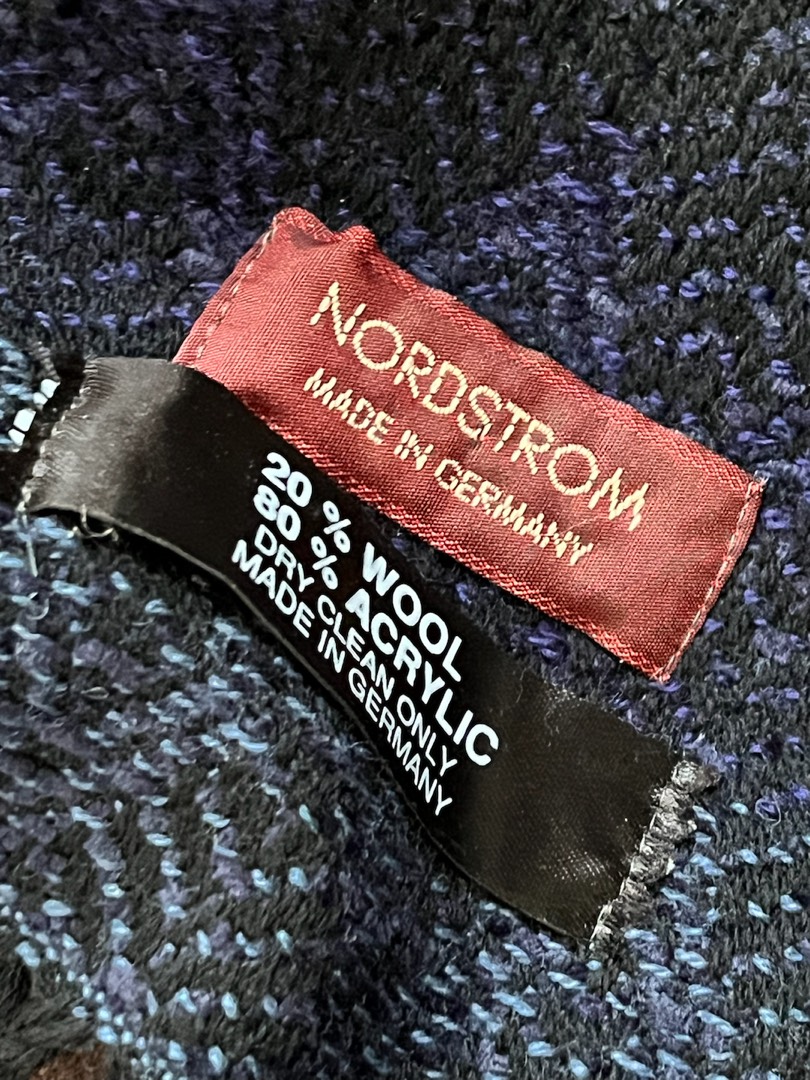 NORDSTROM
MADE IN GERMANY
20 % WOOL
80 % ACRYLIC
DRY CLEAN ONLY
MADE IN GERMANY